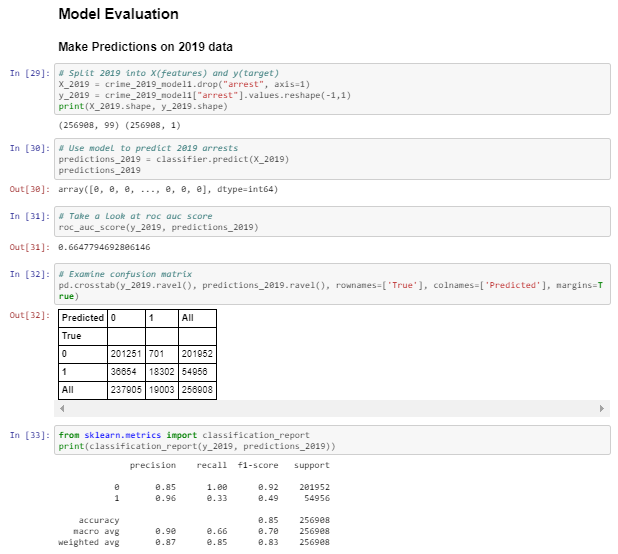 Model Evaluation
Make Predictions on 2019 data
In [29]: # Split 2019 into X(features) and y(target)
X_2019 = crime_2019_model1.drop("arrest", axis=1)
y_2019 = crime_2019_model1["arrest"].values.reshape(-1,1)
print(X_2019.shape, y_2019.shape)
(256908, 99) (256908, 1)
In [30]: # Use model to predict 2019 arrests
predictions_2019 = classifier.predict(X_2019)
predictions_2019
Out[30]: array([0, 0, 0, ..., 0, 0, 0], dtype=int64)
In [31]: # Take a look at roc auc score
roc_auc_score(y_2019, predictions_2019)
Out[31]: 0.6647794692806146
In [32]: # Examine confusion matrix
pd.crosstab(y_2019.ravel(), predictions_2019.ravel(), rownames=['True'], colnames=['Predicted'], margins=T
rue)
Out[32]: Predicted 0 1 All
True
0 201251 701 201952
1 36654 18302 54956
All 237905 19003 256908
In [33]: from sklearn.metrics import classification_report
print(classification_report(y_2019, predictions_2019))
precision recall f1-score support
0 0.85 1.00 0.92 201952
1 0.96 0.33 0.49 54956
accuracy 0.85 256908
macro avg 0.90 0.66 0.70 256908
weighted avg 0.87 0.85 0.83 256908